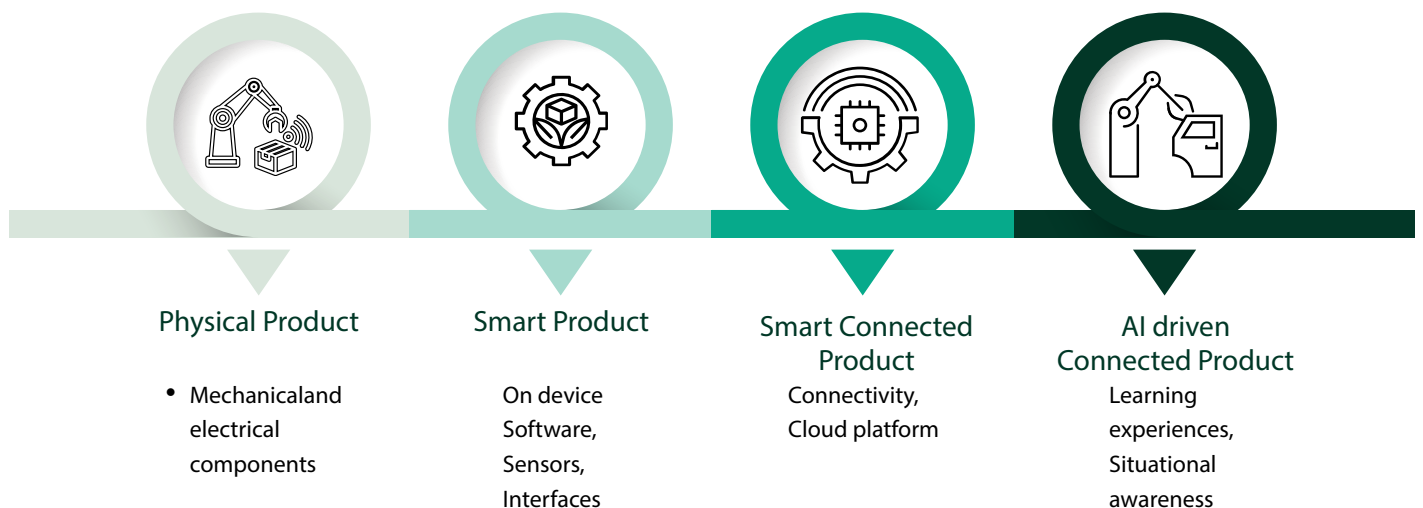 Physical Product
• Mechanicaland
electrical
components
Smart Product
On device
Software,
Sensors,
Interfaces
Smart Connected
Product
Connectivity,
Cloud platform
AI driven
Connected Product
Learning
experiences,
Situational
awareness